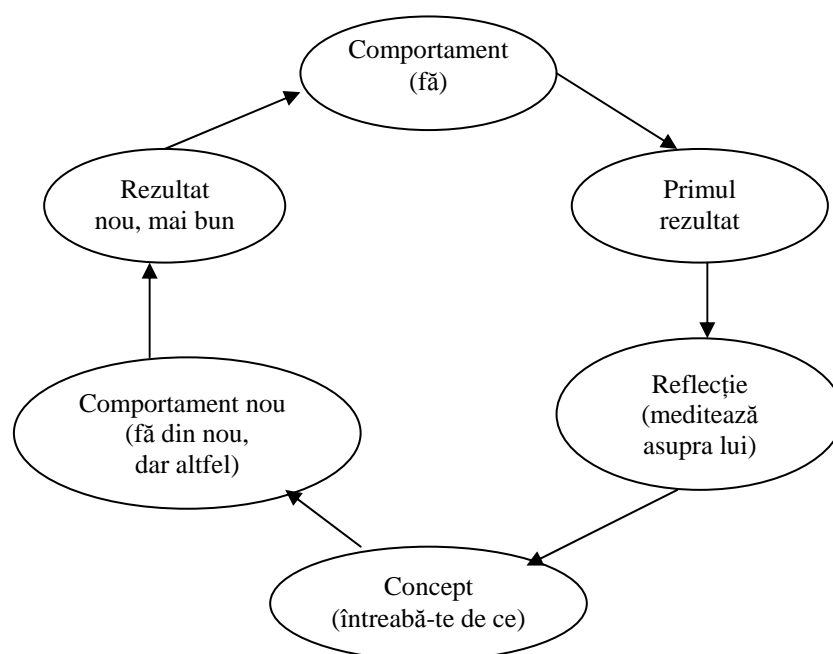 Comportament
(fă)
Primul
rezultat
Reflecție
(meditează
asupra lui)
Concept
(întreabă-te de ce)
Comportament nou
(fă din nou,
dar altfel)
Rezultat
nou, mai bun